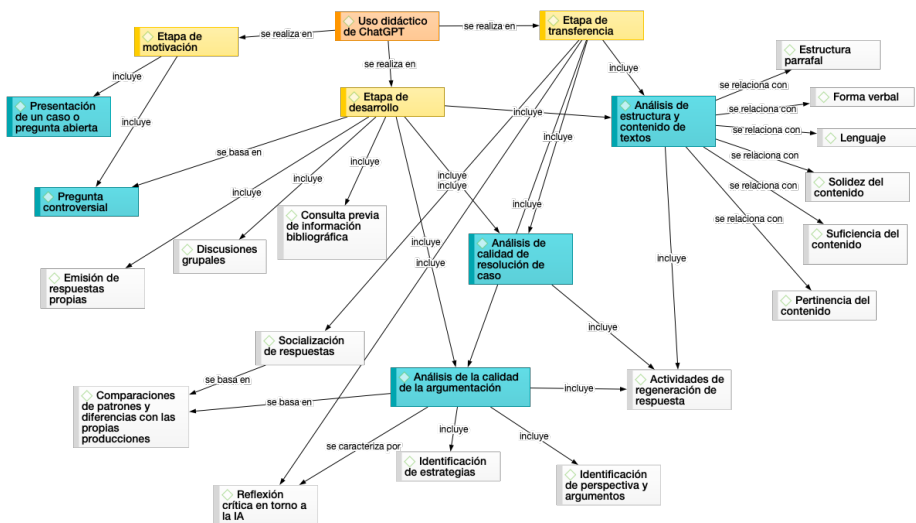 Uso didáctico
de ChatGPT
Etapa de
motivación
Etapa de
transferencia
se realiza en
se realiza en
se realiza en
Estructura
parrafal
incluye
incluye
incluye
Presentación
de un caso o
pregunta abierta
Etapa de
desarrollo
Análisis de
estructura y
contenido de
textos
se relaciona con
Forma verbal
se relaciona con
Lenguaje
se relaciona con
incluye
incluye
se basa en
incluye
se relaciona con
Solidez del
contenido
se relaciona con
Pregunta
controversial
incluye
incluye
incluye
incluye
incluye
Consulta previa
de información
bibliográfica
se relaciona con
Suficiencia del
contenido
Discusiones
grupales
Análisis de
calidad de
resolución de
caso
incluye
incluye
incluye
Emisión de
respuestas
propias
Pertinencia del
contenido
Socialización
de respuestas
incluye
se basa en
Análisis de la calidad
de la argumentación
Actividades de
regeneración de
respuesta
Comparaciones
de patrones y
diferencias con las
propias
producciones
se basa en
incluye
se caracteriza por
incluye
incluye
Identificación
de estrategias
Identificación
de perspectiva y
argumentos
Reflexión
crítica en torno a
la IA